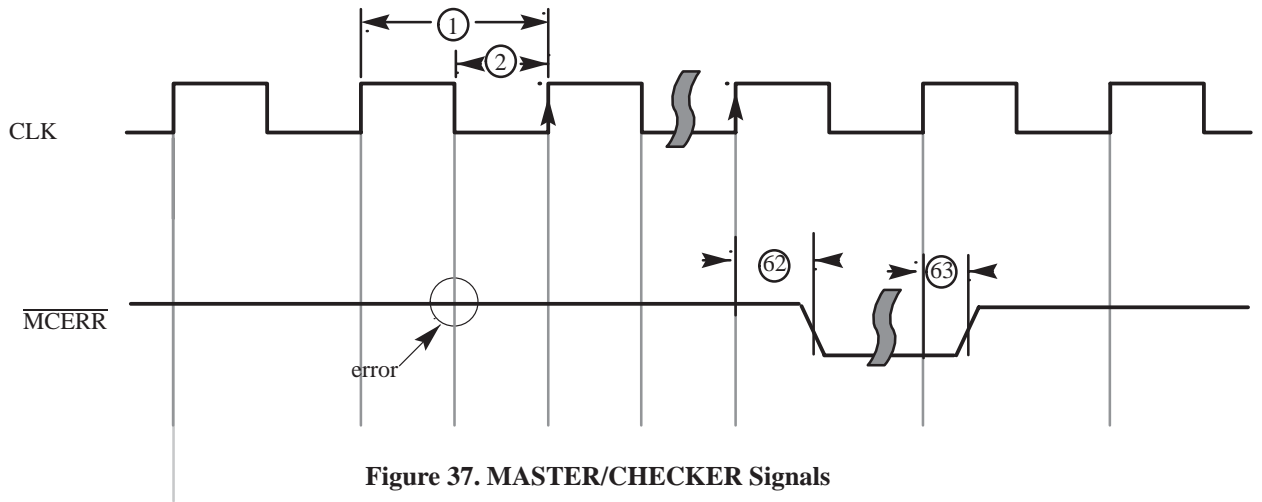 1
2
CLK
62
63
MCERR
error
Figure 37. MASTER/CHECKER Signals